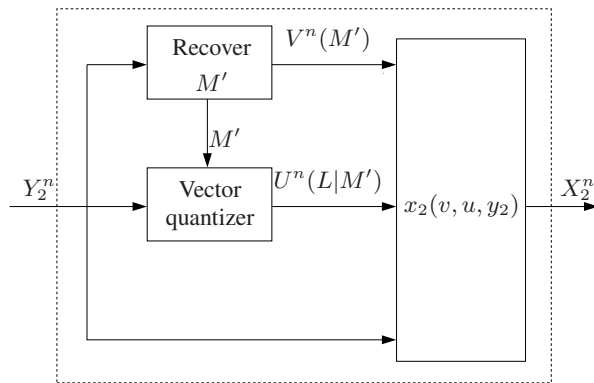 Recover
M′
V^n(M′)
M′
Y_2^n
Vector
quantizer
U^n(L|M′)
x_2(v, u, y_2)
X_2^n